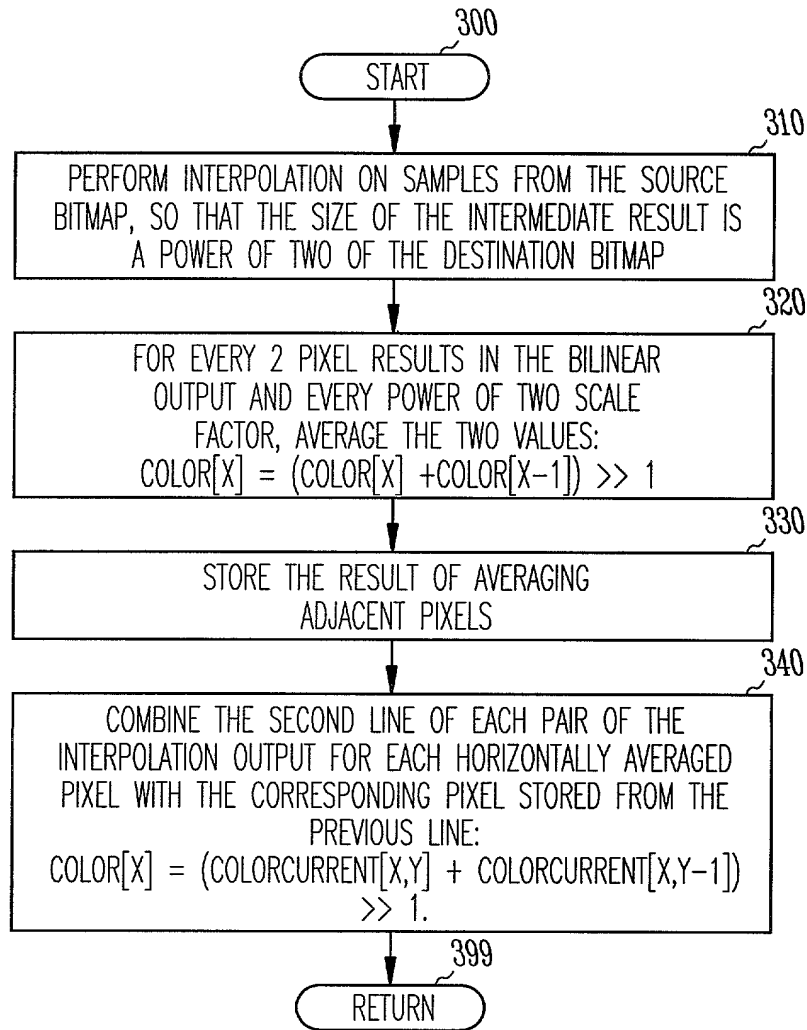 300
START
310
PERFORM INTERPOLATION ON SAMPLES FROM THE SOURCE
BITMAP, SO THAT THE SIZE OF THE INTERMEDIATE RESULT IS
A POWER OF TWO OF THE DESTINATION BITMAP
320
FOR EVERY 2 PIXEL RESULTS IN THE BILINEAR
OUTPUT AND EVERY POWER OF TWO SCALE
FACTOR, AVERAGE THE TWO VALUES:
COLOR[X] = (COLOR[X] +COLOR[X-1]) >> 1
330
STORE THE RESULT OF AVERAGING
ADJACENT PIXELS
340
COMBINE THE SECOND LINE OF EACH PAIR OF THE
INTERPOLATION OUTPUT FOR EACH HORIZONTALLY AVERAGED
PIXEL WITH THE CORRESPONDING PIXEL STORED FROM THE
PREVIOUS LINE:
COLOR[X] = (COLORCURRENT[X,Y] + COLORCURRENT[X,Y-1])
>> 1.
399
RETURN